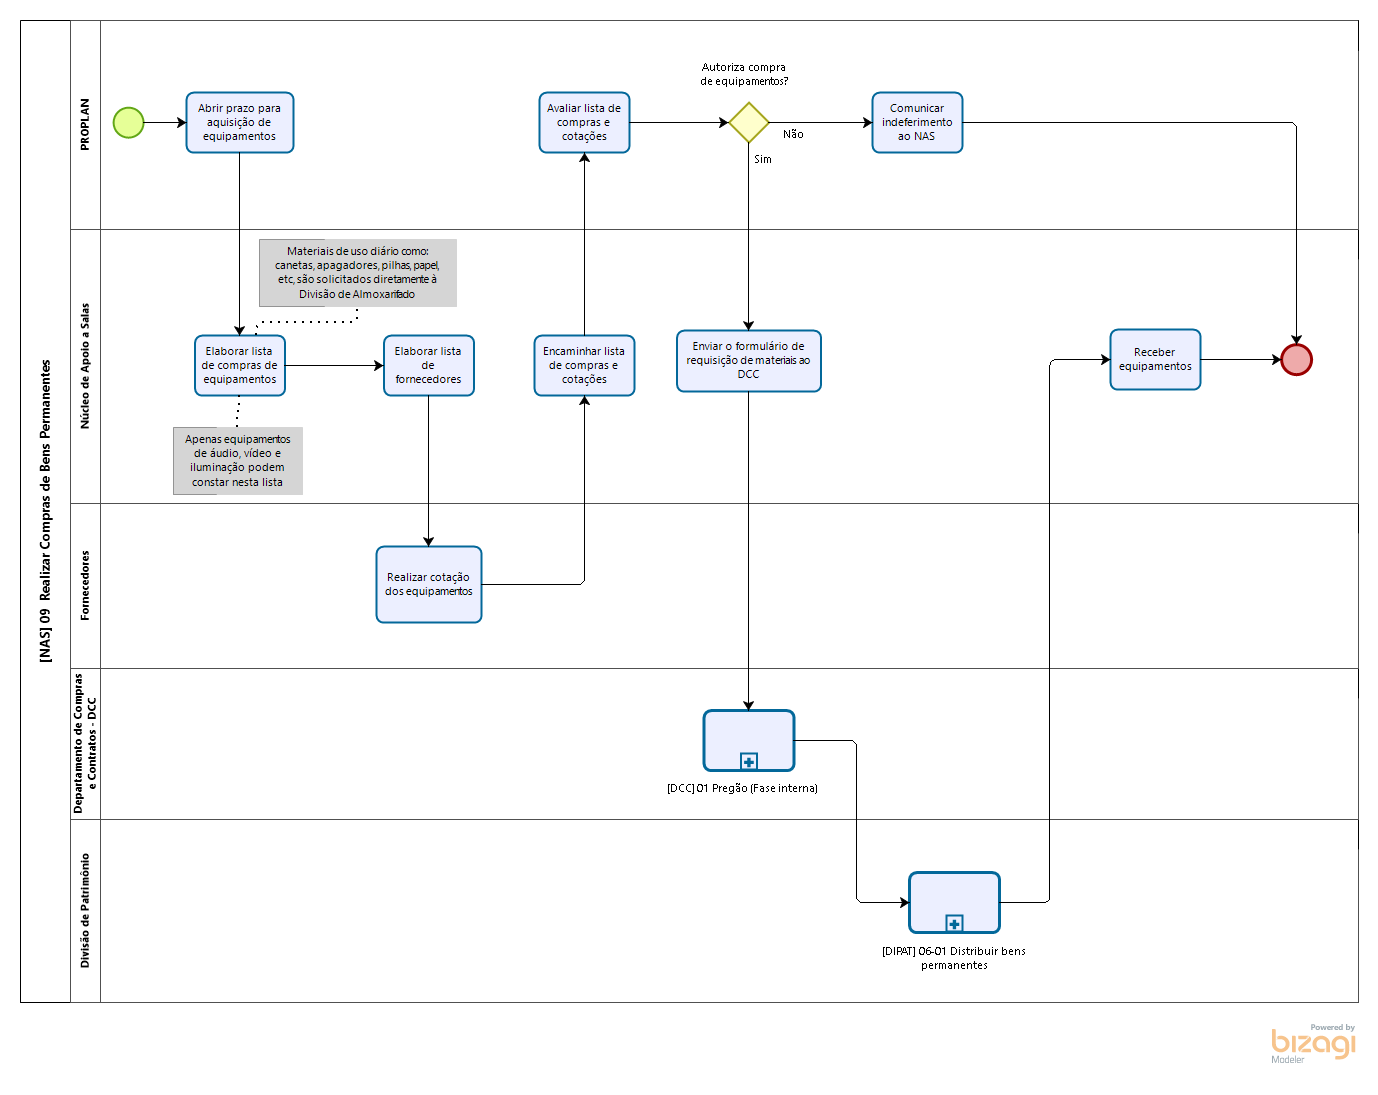 [NAS] 09 Realizar Compras de Bens Permanentes
PROPLAN
Abrir prazo para
aquisição de
equipamentos
Avaliar lista de
compras e
cotações
Autoriza compra
de equipamentos?
Não
Sim
Comunicar
indeferimento
ao NAS
Núcleo de Apoio a Salas
Materiais de uso diário como:
canetas, apagadores, pilhas, papel,
etc, são solicitados diretamente à
Divisão de Almoxarifado
Elaborar lista
de compras de
equipamentos
Elaborar lista
de
fornecedores
Encaminhar lista
de compras e
cotações
Enviar o formulário de
requisição de materiais ao
DCC
Receber
equipamentos
Apenas equipamentos
de áudio, vídeo e
iluminação podem
constar nesta lista
Fornecedores
Realizar cotação
dos equipamentos
Departamento de Compras
e Contratos - DCC
[DCC] 01 Pregão (Fase interna)
Divisão de Patrimônio
[DIPAT] 06-01 Distribuir bens
permanentes
Powered by
bizagi
Modeler